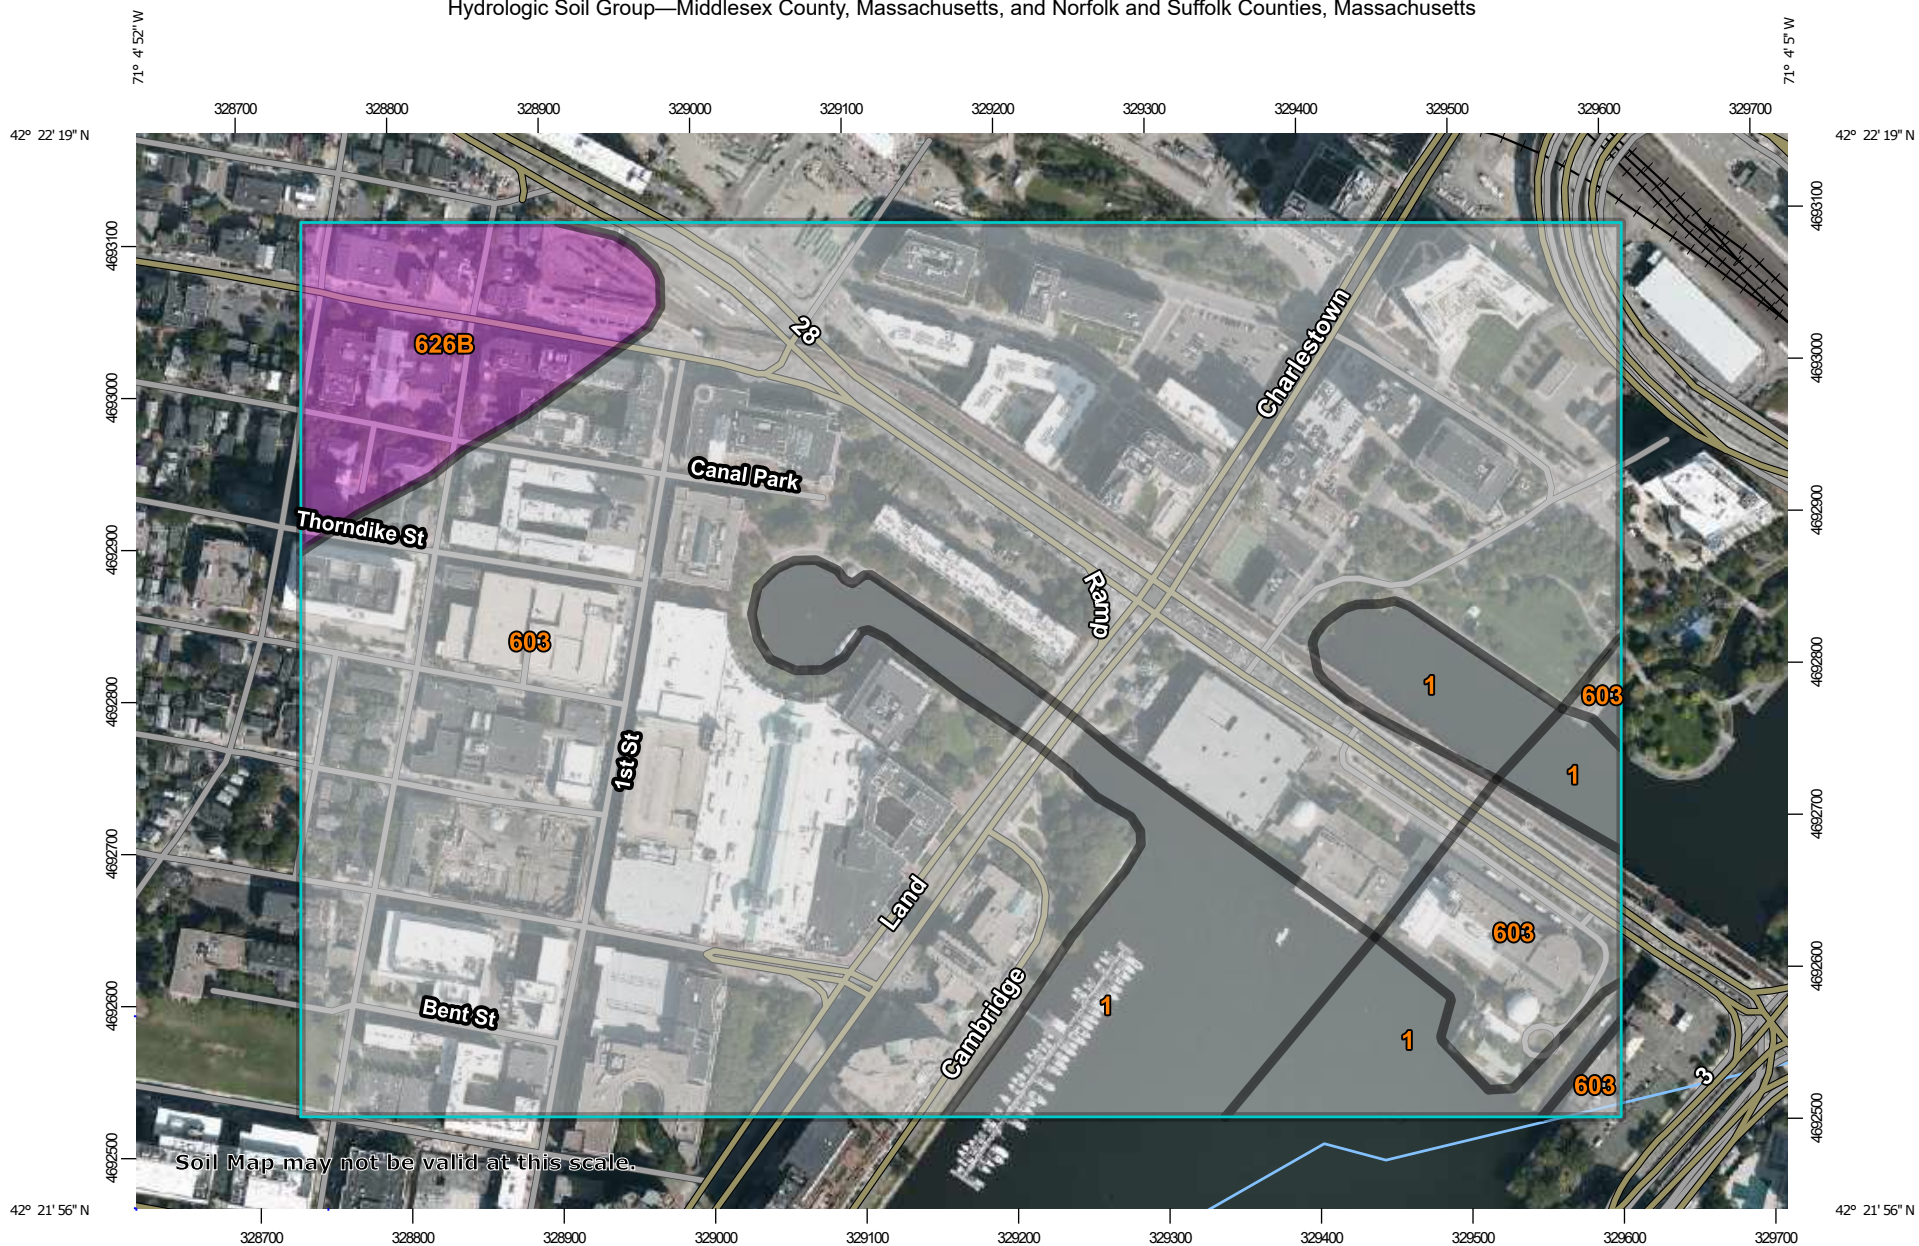 Hydrologic Soil Group—Middlesex County, Massachusetts, and Norfolk and Suffolk Counties, Massachusetts
71° 4' 52'' W
71° 4' 5'' W
328700
328800
328900
329000
329100
329200
329300
329400
329500
329600
329700
42° 22' 19'' N
42° 22' 19'' N
4693100
4693000
4692900
4692800
4692700
4692600
4692500
4693100
4693000
4692900
4692800
4692700
4692600
4692500
28
Charlestown
626B
Canal Park
Thorndike St
Ramd
603
1
603
1
1st St
Land
603
Cambridge
1
Bent St
1
603
3
Soil Map may not be valid at this scale.
42° 21' 56'' N
42° 21' 56'' N
328700
328800
328900
329000
329100
329200
329300
329400
329500
329600
329700